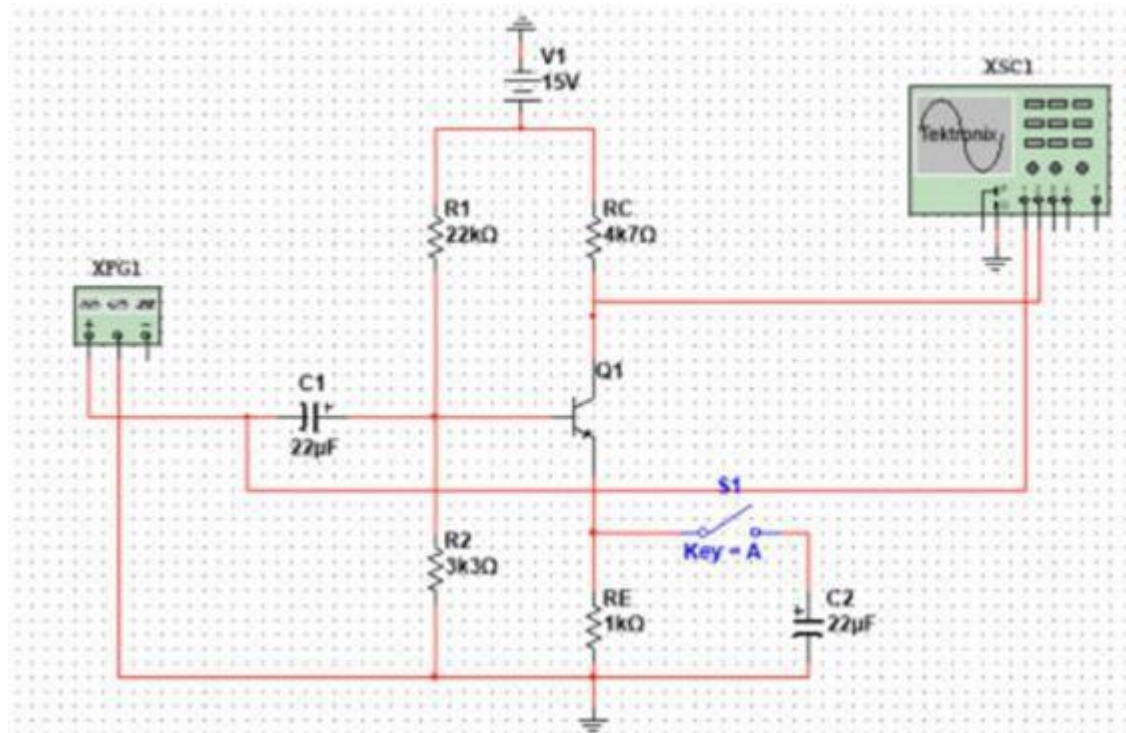 V1
15V
XSC1
Tektronix
R1
22kΩ
RC
4k7Ω
XFG1
C1
22µF
Q1
S1
Key = A
R2
3k3Ω
RE
1kΩ
C2
22µF